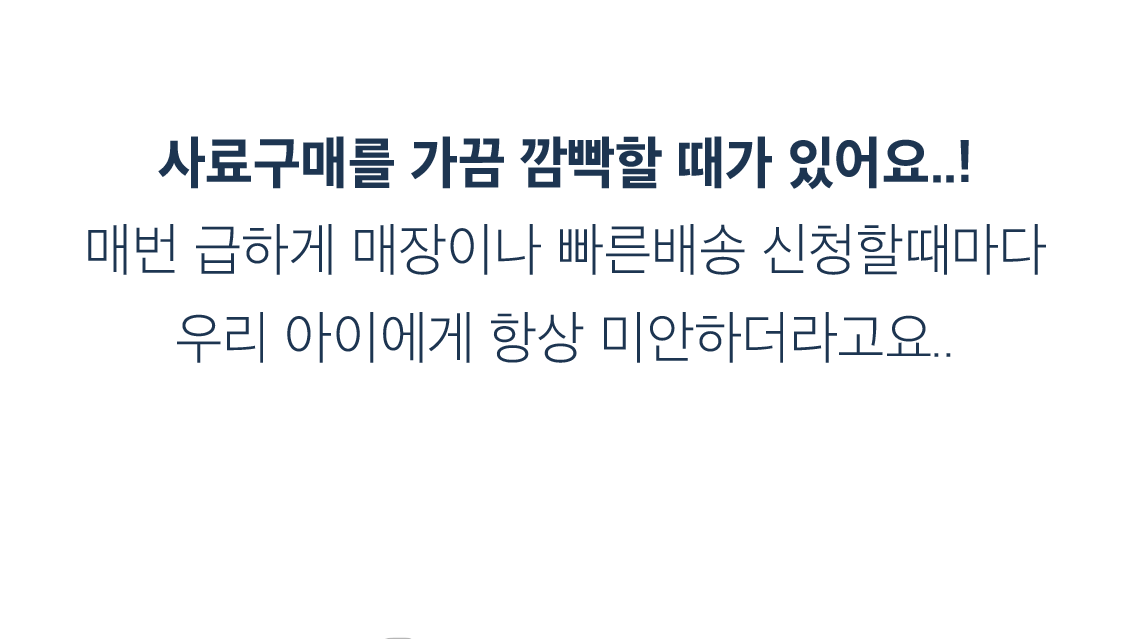 사료구매를 가끔 깜빡할 때가 있어요..!
매번 급하게 매장이나 빠른배송 신청할때마다
우리 아이에게 항상 미안하더라고요..